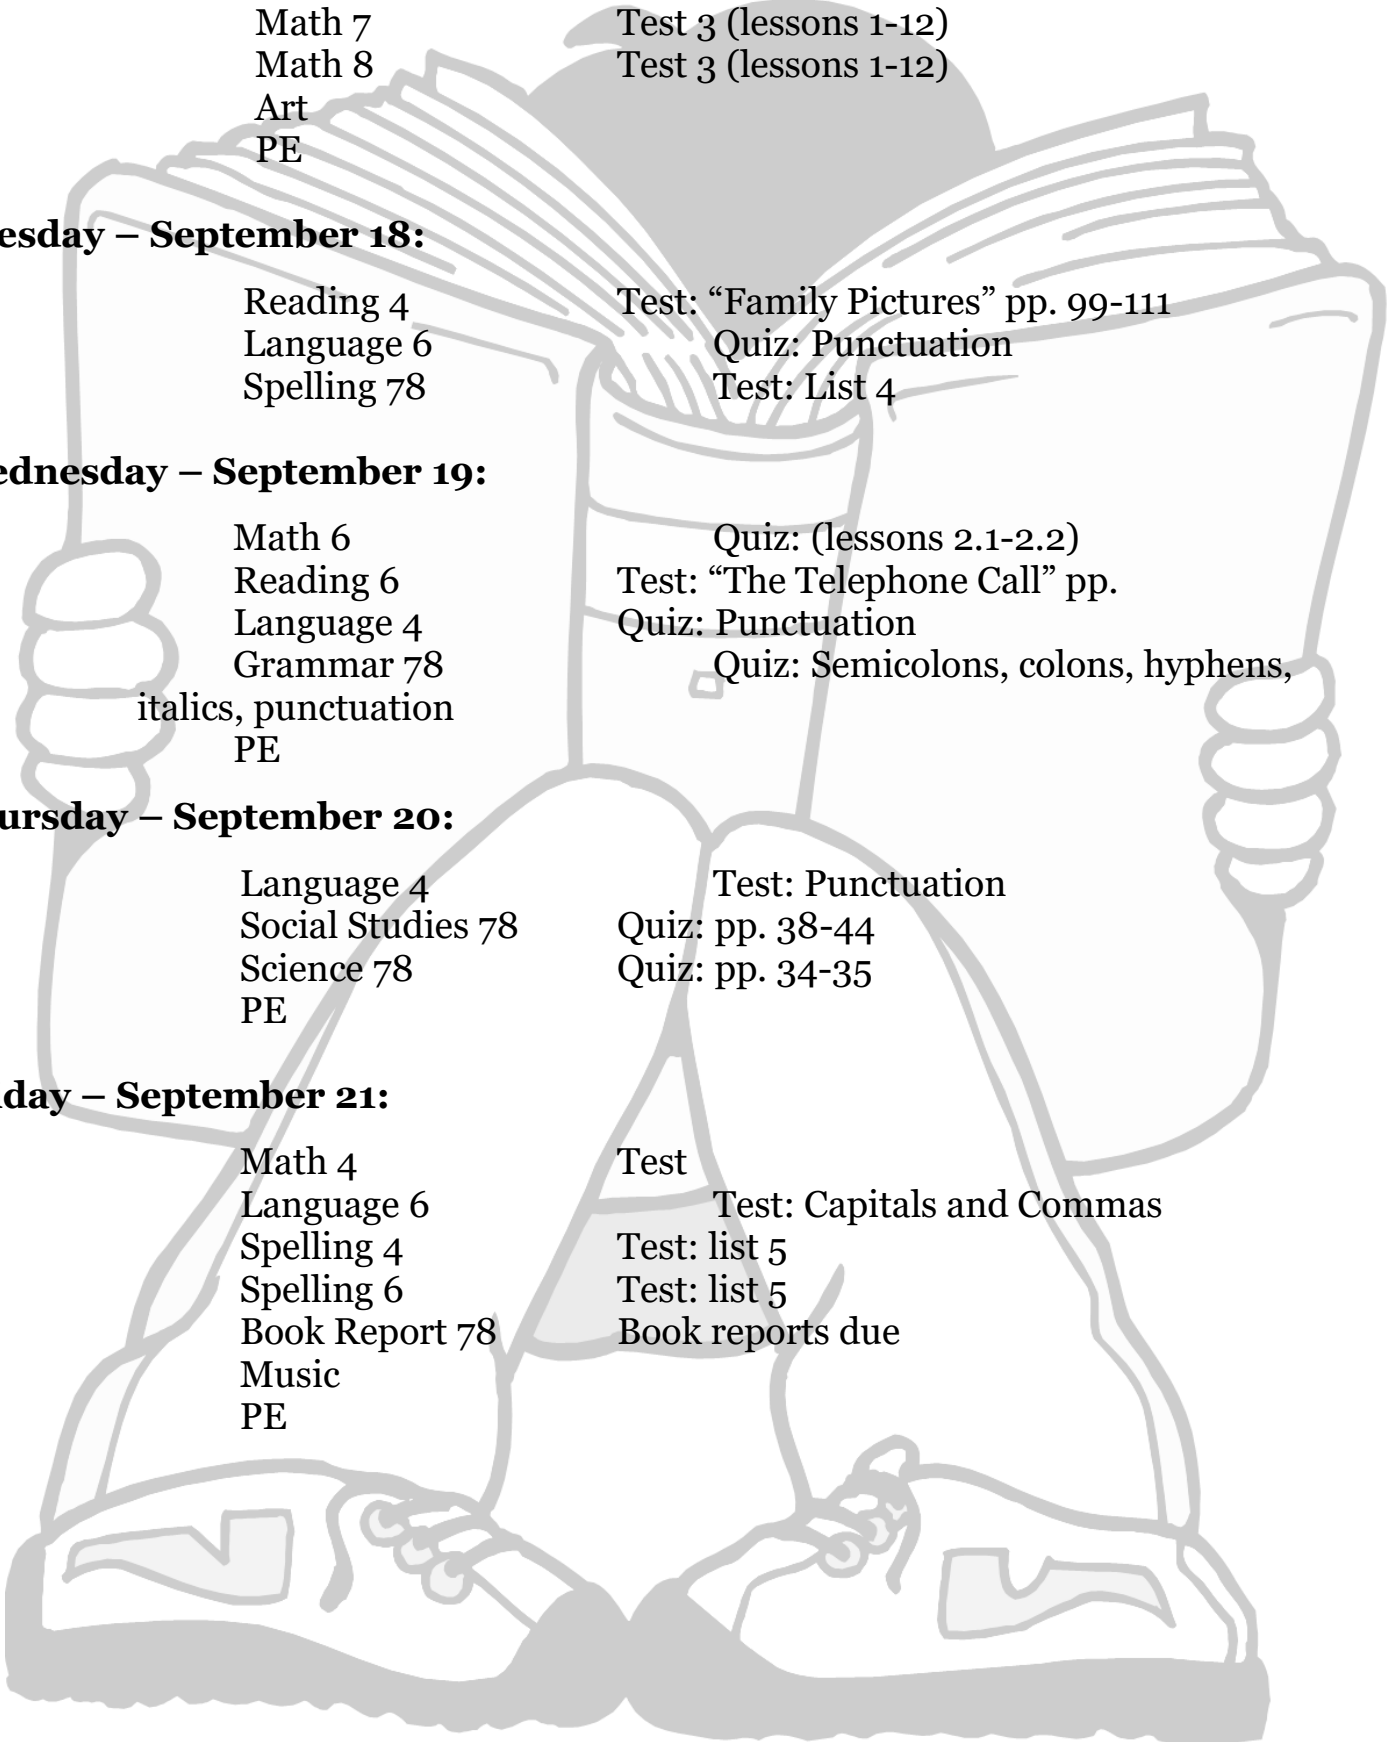 Math 7 Test 3 (lessons 1-12)
Math 8 Test 3 (lessons 1-12)
Art
PE
esday – September 18:
Reading 4 Test: “Family Pictures” pp. 99-111
Language 6 Quiz: Punctuation
Spelling 78 Test: List 4
ednesday – September 19:
Math 6 Quiz: (lessons 2.1-2.2)
Reading 6 Test: “The Telephone Call” pp.
Language 4 Quiz: Punctuation
Grammar 78 Quiz: Semicolons, colons, hyphens,
italics, punctuation
PE
ursday – September 20:
Language 4 Test: Punctuation
Social Studies 78 Quiz: pp. 38-44
Science 78 Quiz: pp. 34-35
PE
day – September 21:
Math 4 Test
Language 6 Test: Capitals and Commas
Spelling 4 Test: list 5
Spelling 6 Test: list 5
Book Report 78 Book reports due
Music
PE